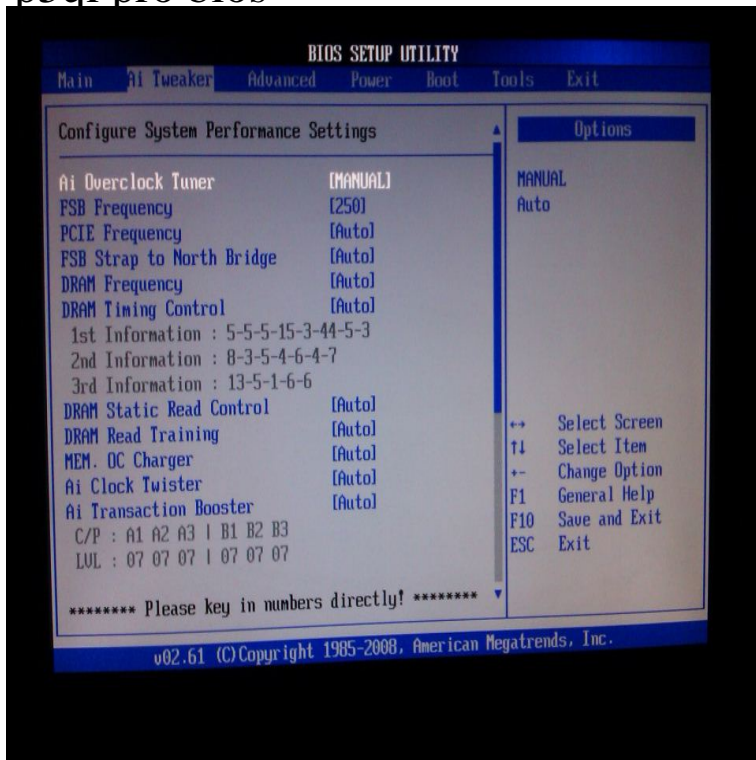 p5ql pro bios
BIOS SETUP UTILITY
Main Ai Tweaker Advanced Power Boot Tools Exit
Configure System Performance Settings
Ai Overclock Tuner [MANUAL]
FSB Frequency [250]
PCIE Frequency [Auto]
FSB Strap to North Bridge [Auto]
DRAM Frequency [Auto]
DRAM Timing Control [Auto]
1st Information : 5-5-5-15-3-44-5-3
2nd Information : 8-3-5-4-6-4-7
3rd Information : 13-5-1-6-6
DRAM Static Read Control [Auto]
DRAM Read Training [Auto]
MEM. OC Charger [Auto]
Ai Clock Twister [Auto]
Ai Transaction Booster [Auto]
C/P : A1 A2 A3 | B1 B2 B3
LVL : 07 07 07 | 07 07 07
******** Please key in numbers directly! ********
Options
MANUAL
Auto
↔ Select Screen
↑↓ Select Item
+- Change Option
F1 General Help
F10 Save and Exit
ESC Exit
v02.61 (C)Copyright 1985-2008, American Megatrends, Inc.